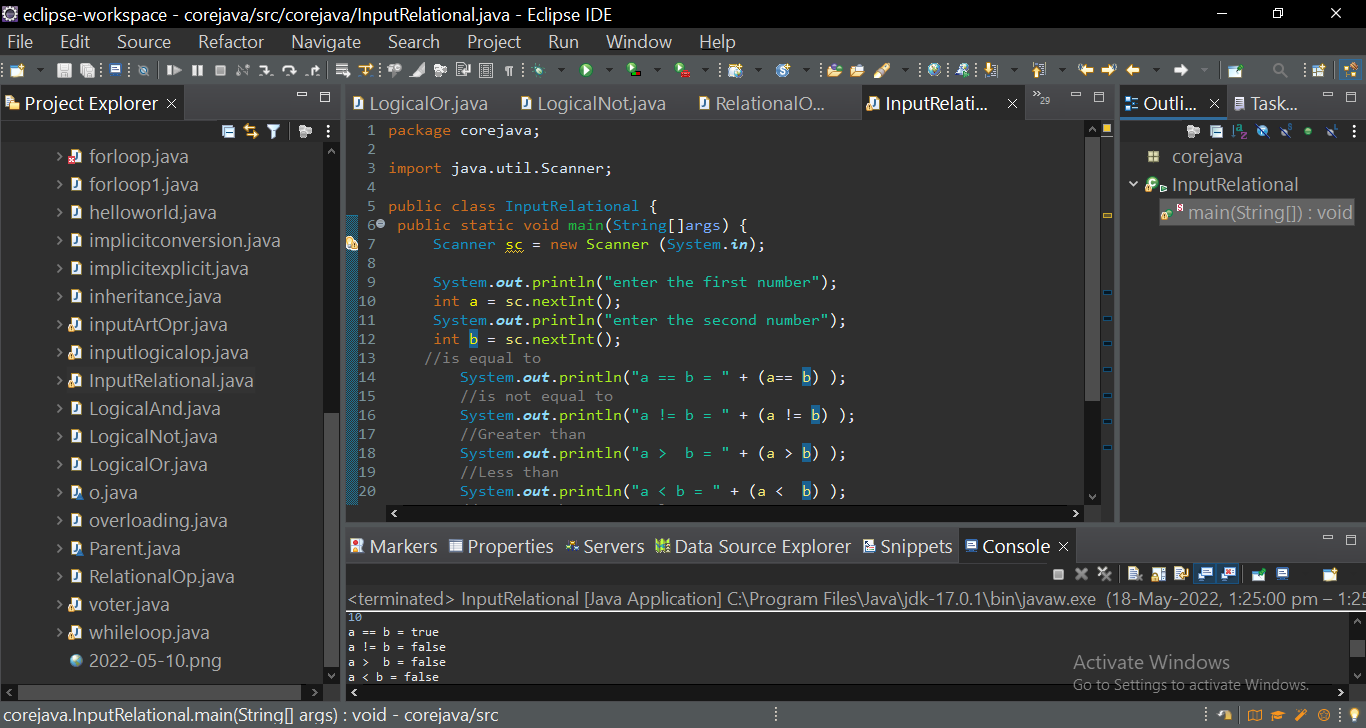 eclipse-workspace - corejava/src/corejava/InputRelational.java - Eclipse IDE
File Edit Source Refactor Navigate Search Project Run Window Help
Project Explorer
forloop.java
forloop1.java
helloworld.java
implicitconversion.java
implicitexplicit.java
inheritance.java
inputArtOpr.java
inputlogicalop.java
InputRelational.java
LogicalAnd.java
LogicalNot.java
LogicalOr.java
o.java
overloading.java
Parent.java
RelationalOp.java
voter.java
whileloop.java
2022-05-10.png
LogicalOr.java LogicalNot.java RelationalO... InputRelati... »29
1 package corejava;
2
3 import java.util.Scanner;
4
5 public class InputRelational {
6 public static void main(String[]args) {
7 Scanner sc = new Scanner (System.in);
8
9 System.out.println("enter the first number");
10 int a = sc.nextInt();
11 System.out.println("enter the second number");
12 int b = sc.nextInt();
13 //is equal to
14 System.out.println("a == b = " + (a== b) );
15 //is not equal to
16 System.out.println("a != b = " + (a != b) );
17 //Greater than
18 System.out.println("a >  b = " + (a > b) );
19 //Less than
20 System.out.println("a < b = " + (a <  b) );
Outli... Task...
corejava
InputRelational
main(String[]) : void
Markers Properties Servers Data Source Explorer Snippets Console
<terminated> InputRelational [Java Application] C:\Program Files\Java\jdk-17.0.1\bin\javaw.exe (18-May-2022, 1:25:00 pm – 1:25
10
a == b = true
a != b = false
a >  b = false
a < b = false
Activate Windows
Go to Settings to activate Windows.
corejava.InputRelational.main(String[] args) : void - corejava/src